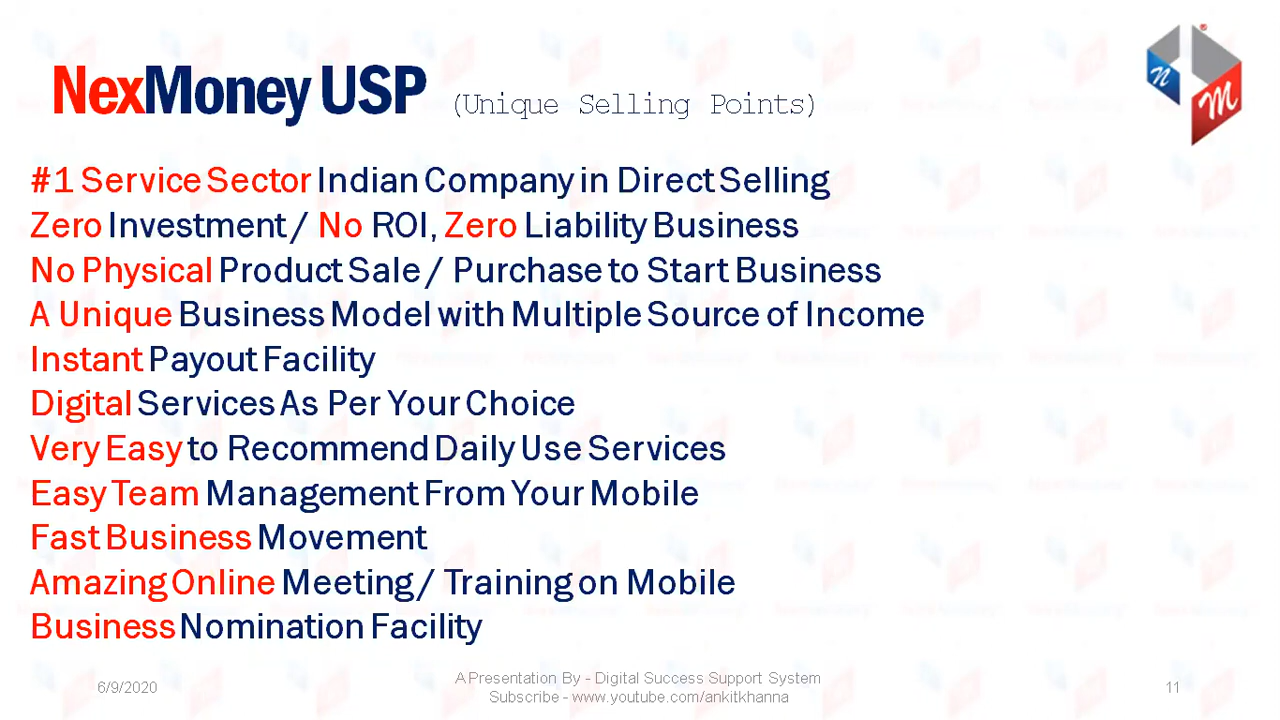 NexMoney USP (Unique Selling Points)
#1 Service Sector Indian Company in Direct Selling
Zero Investment / No ROI, Zero Liability Business
No Physical Product Sale / Purchase to Start Business
A Unique Business Model with Multiple Source of Income
Instant Payout Facility
Digital Services As Per Your Choice
Very Easy to Recommend Daily Use Services
Easy Team Management From Your Mobile
Fast Business Movement
Amazing Online Meeting / Training on Mobile
Business Nomination Facility
6/9/2020
A Presentation By - Digital Success Support System
Subscribe - www.youtube.com/ankitkhanna
11